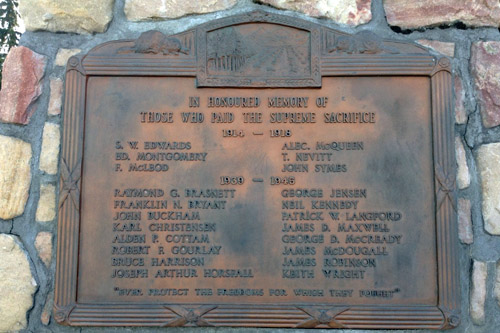 IN HONOURED MEMORY OF
THOSE WHO PAID THE SUPREME SACRIFICE
1914 — 1918
S. W. EDWARDS ALEC. McQUEEN
ED. MONTGOMERY T. NEVITT
F. McLEOD JOHN SYMES
1939 — 1945
RAYMOND G. BRASNETT GEORGE JENSEN
FRANKLIN N. BRYANT NEIL KENNEDY
JOHN BUCKHAM PATRICK W. LANGFORD
KARL CHRISTENSEN JAMES D. MAXWELL
ALDEN P. COTTAM GEORGE D. McCREADY
ROBERT F. GOURLAY JAMES McDOUGALL
BRUCE HARRISON JAMES ROBINSON
JOSEPH ARTHUR HORSFALL KEITH WRIGHT
"EVER PROTECT THE FREEDOMS FOR WHICH THEY FOUGHT"